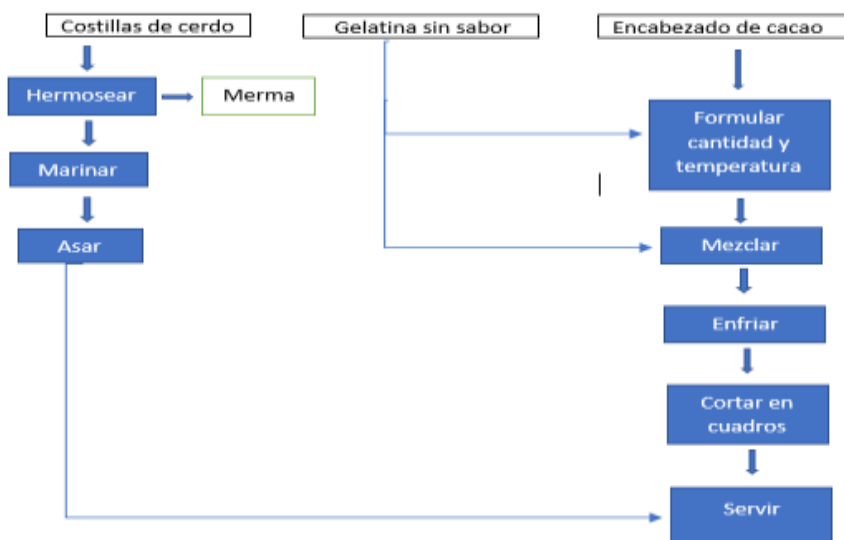 Costillas de cerdo
Gelatina sin sabor
Encabezado de cacao
Hermosear
Merma
Formular
cantidad y
temperatura
Marinar
Asar
Mezclar
Enfriar
Cortar en
cuadros
Servir